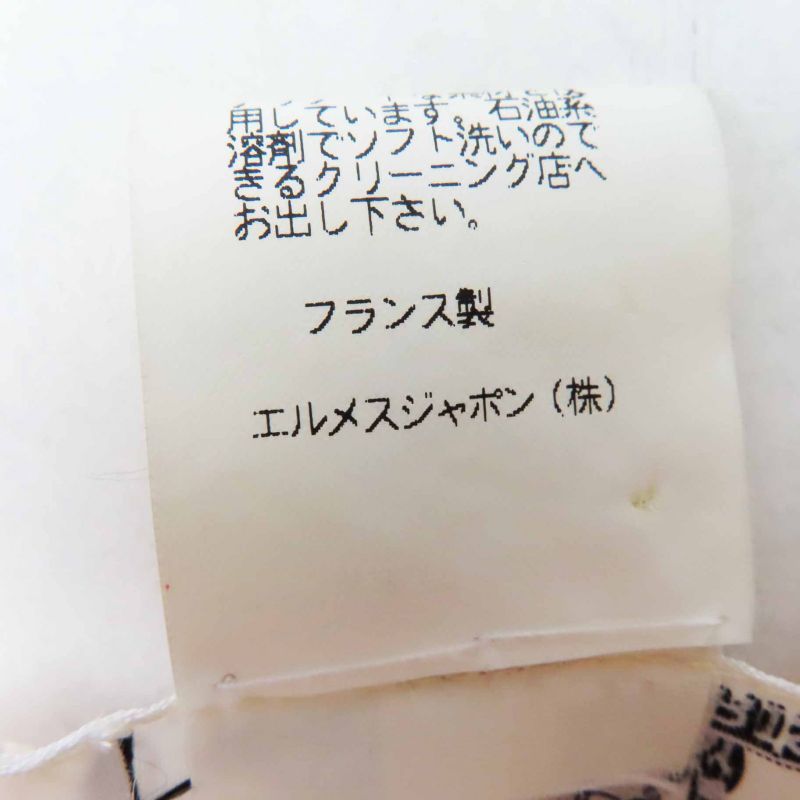 用しています。石油系
溶剤でソフト洗いので
きるクリーニング店へ
お出し下さい。
フランス製
エルメスジャポン（株）